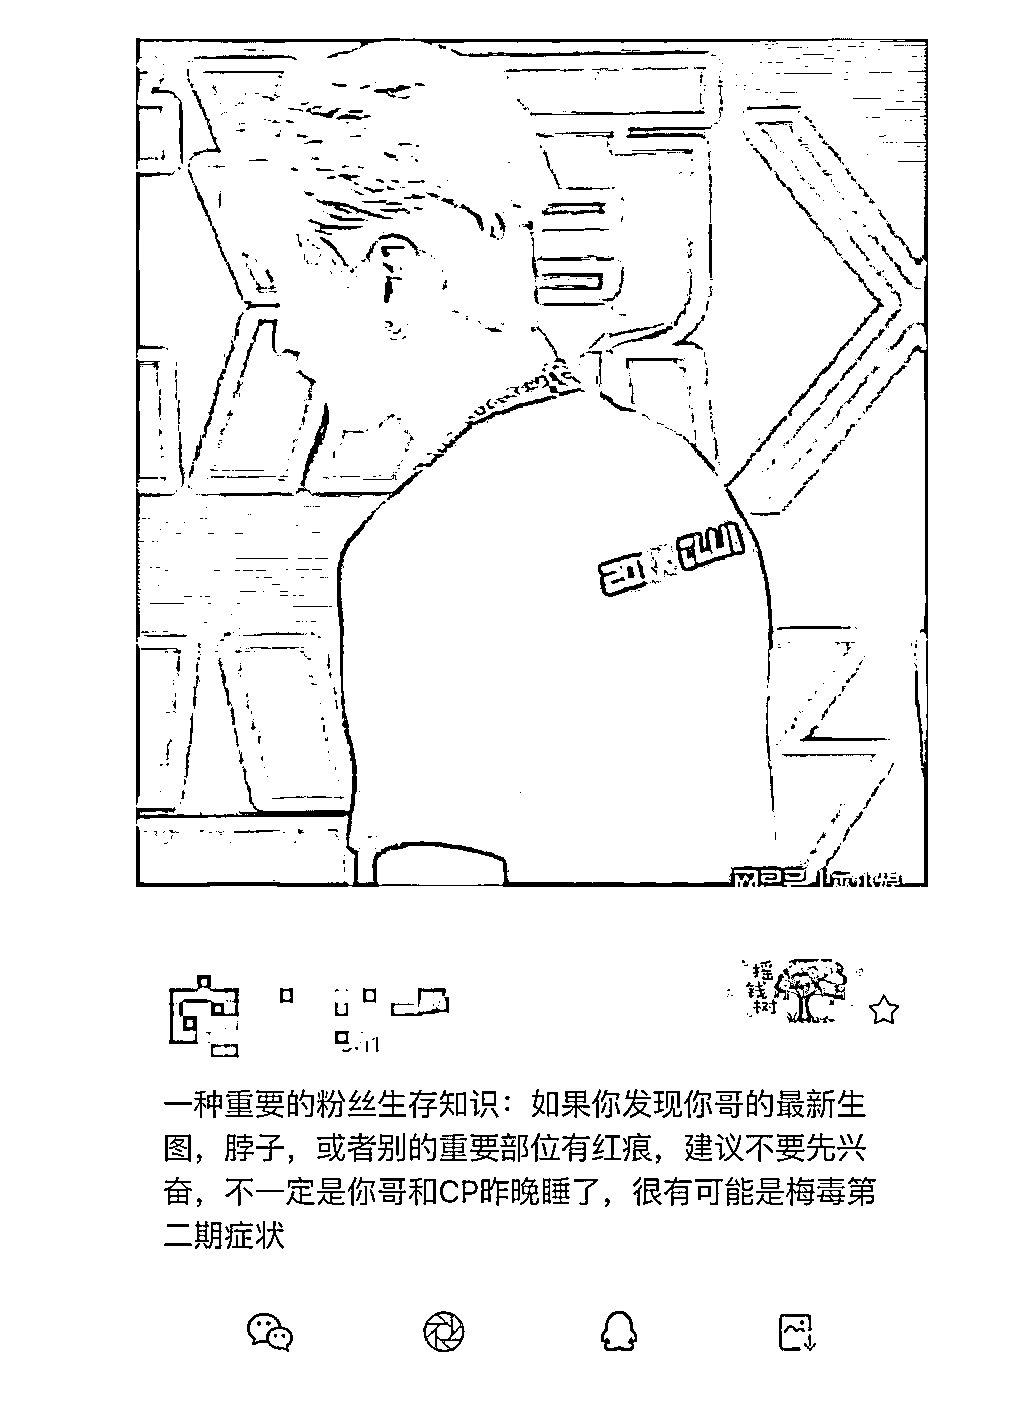 摇
钱
树
一种重要的粉丝生存知识：如果你发现你哥的最新生
图，脖子，或者别的重要部位有红痕，建议不要先兴
奋，不一定是你哥和CP昨晚睡了，很有可能是梅毒第
二期症状